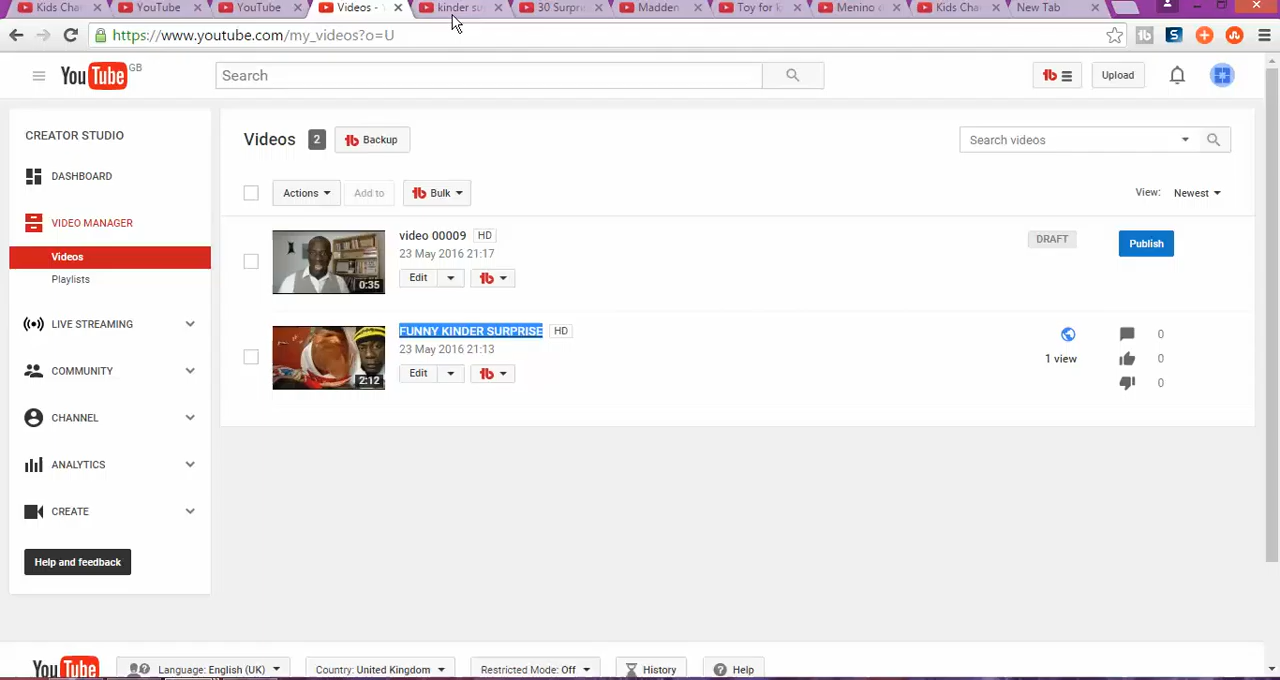 Kids Cha YouTube YouTube Videos - kinder su 30 Surpri Madden Toy for k Menino Kids Cha New Tab
https://www.youtube.com/my_videos?o=U
YouTube GB Search Upload
CREATOR STUDIO
DASHBOARD
VIDEO MANAGER
Videos
Playlists
LIVE STREAMING
COMMUNITY
CHANNEL
ANALYTICS
CREATE
Help and feedback
Videos 2 Backup Search videos
Actions Add to Bulk View: Newest
video 00009 HD DRAFT Publish
23 May 2016 21:17
Edit
0:35
FUNNY KINDER SURPRISE HD 0
23 May 2016 21:13 1 view 0
Edit 0
2:12
YouTube Language: English (UK) Country: United Kingdom Restricted Mode: Off History Help